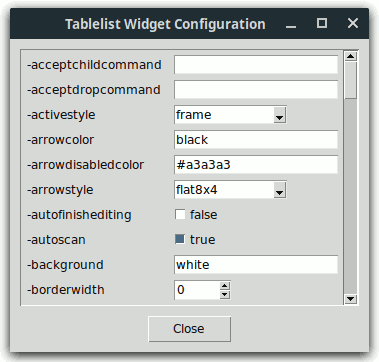 Tablelist Widget Configuration
-acceptchildcommand
-acceptdropcommand
-activestyle frame
-arrowcolor black
-arrowdisabledcolor #a3a3a3
-arrowstyle flat8x4
-autofinishediting false
-autoscan true
-background white
-borderwidth 0
Close